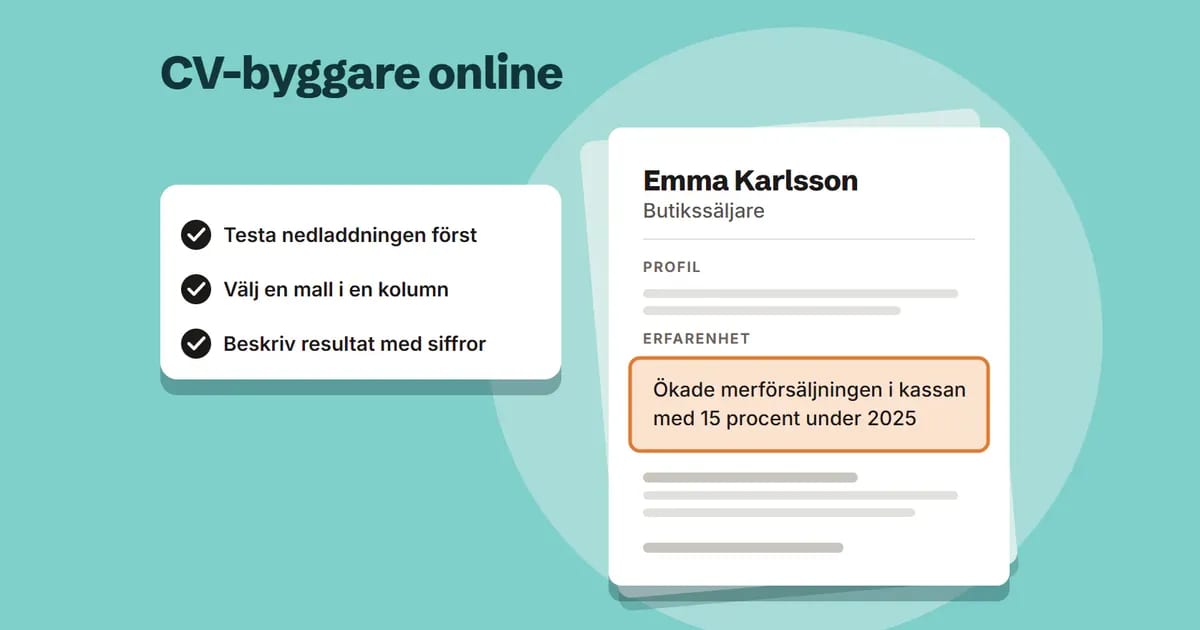 CV-byggare online
Testa nedladdningen först
Välj en mall i en kolumn
Beskriv resultat med siffror
Emma Karlsson
Butikssäljare
PROFIL
ERFARENHET
Ökade merförsäljningen i kassan
med 15 procent under 2025